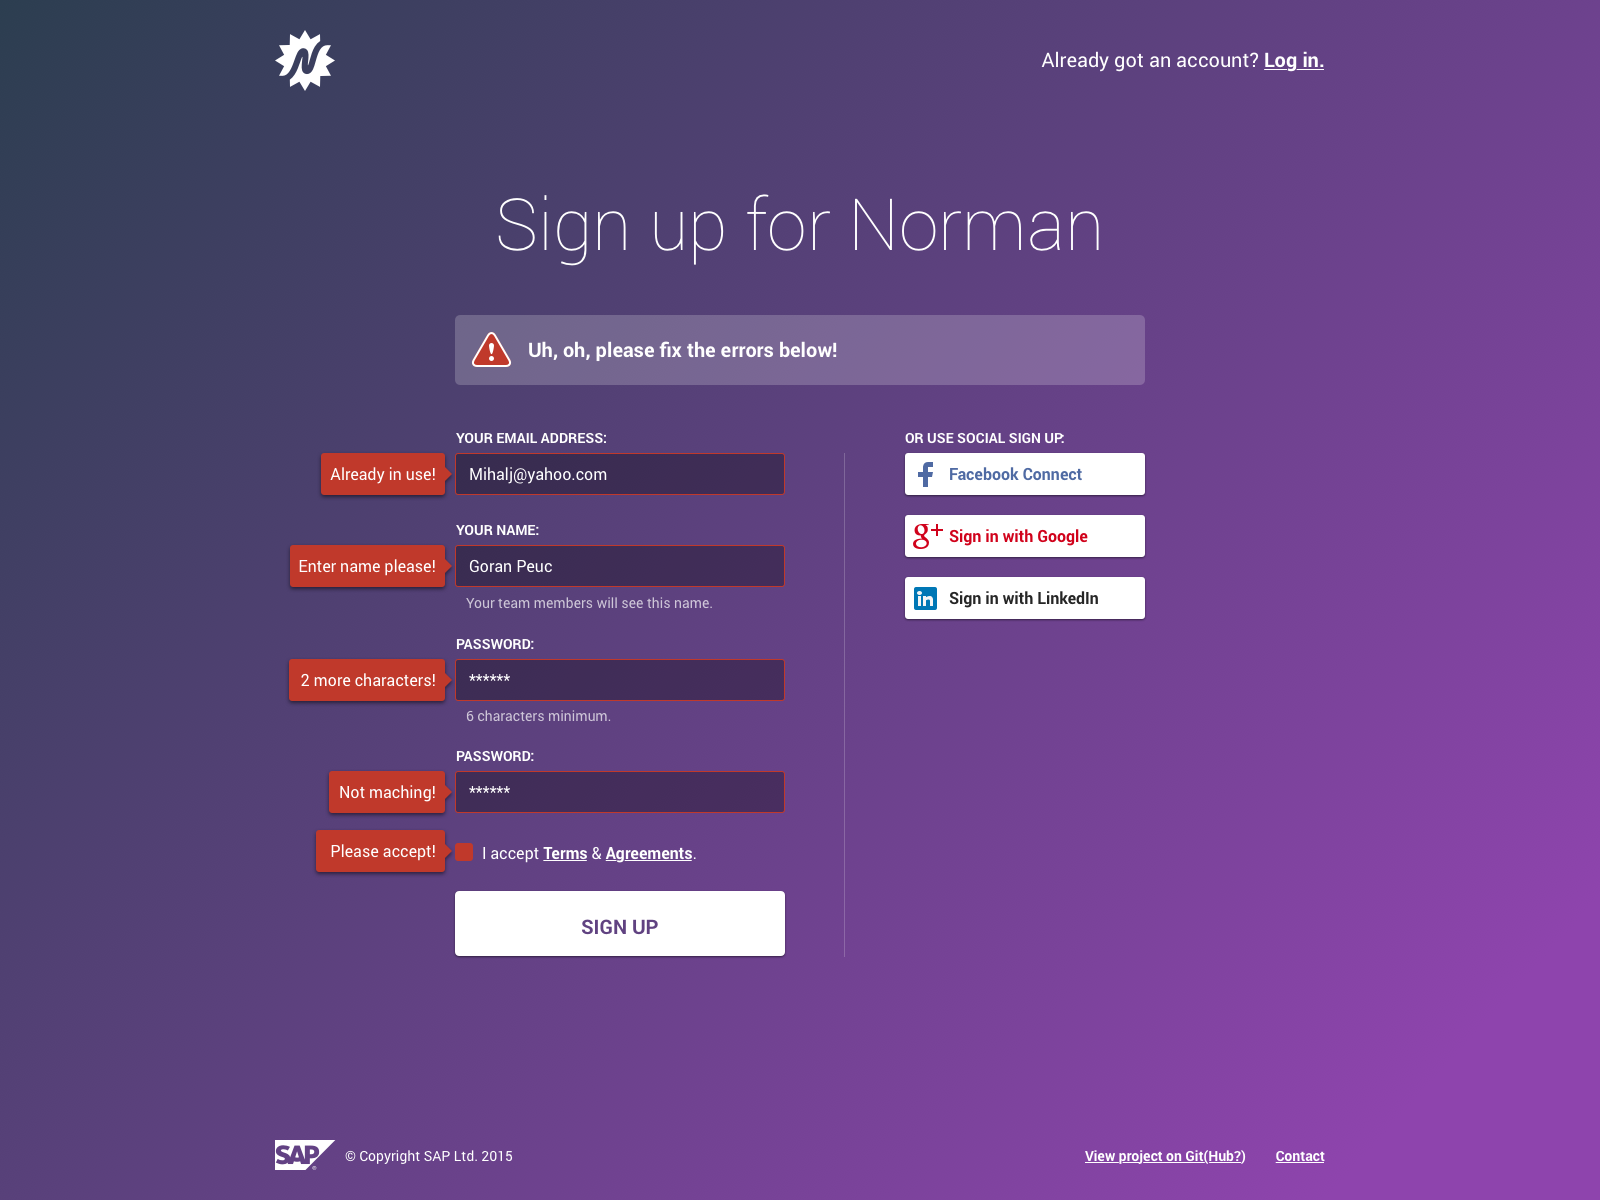 N
Already got an account? Log in.
Sign up for Norman
Uh, oh, please fix the errors below!
YOUR EMAIL ADDRESS:
Already in use!
Mihalj@yahoo.com
YOUR NAME:
Enter name please!
Goran Peuc
Your team members will see this name.
PASSWORD:
2 more characters!
******
6 characters minimum.
PASSWORD:
Not maching!
******
Please accept!
I accept Terms & Agreements.
SIGN UP
OR USE SOCIAL SIGN UP:
f Facebook Connect
g+ Sign in with Google
in Sign in with LinkedIn
SAP® © Copyright SAP Ltd. 2015
View project on Git(Hub?)
Contact